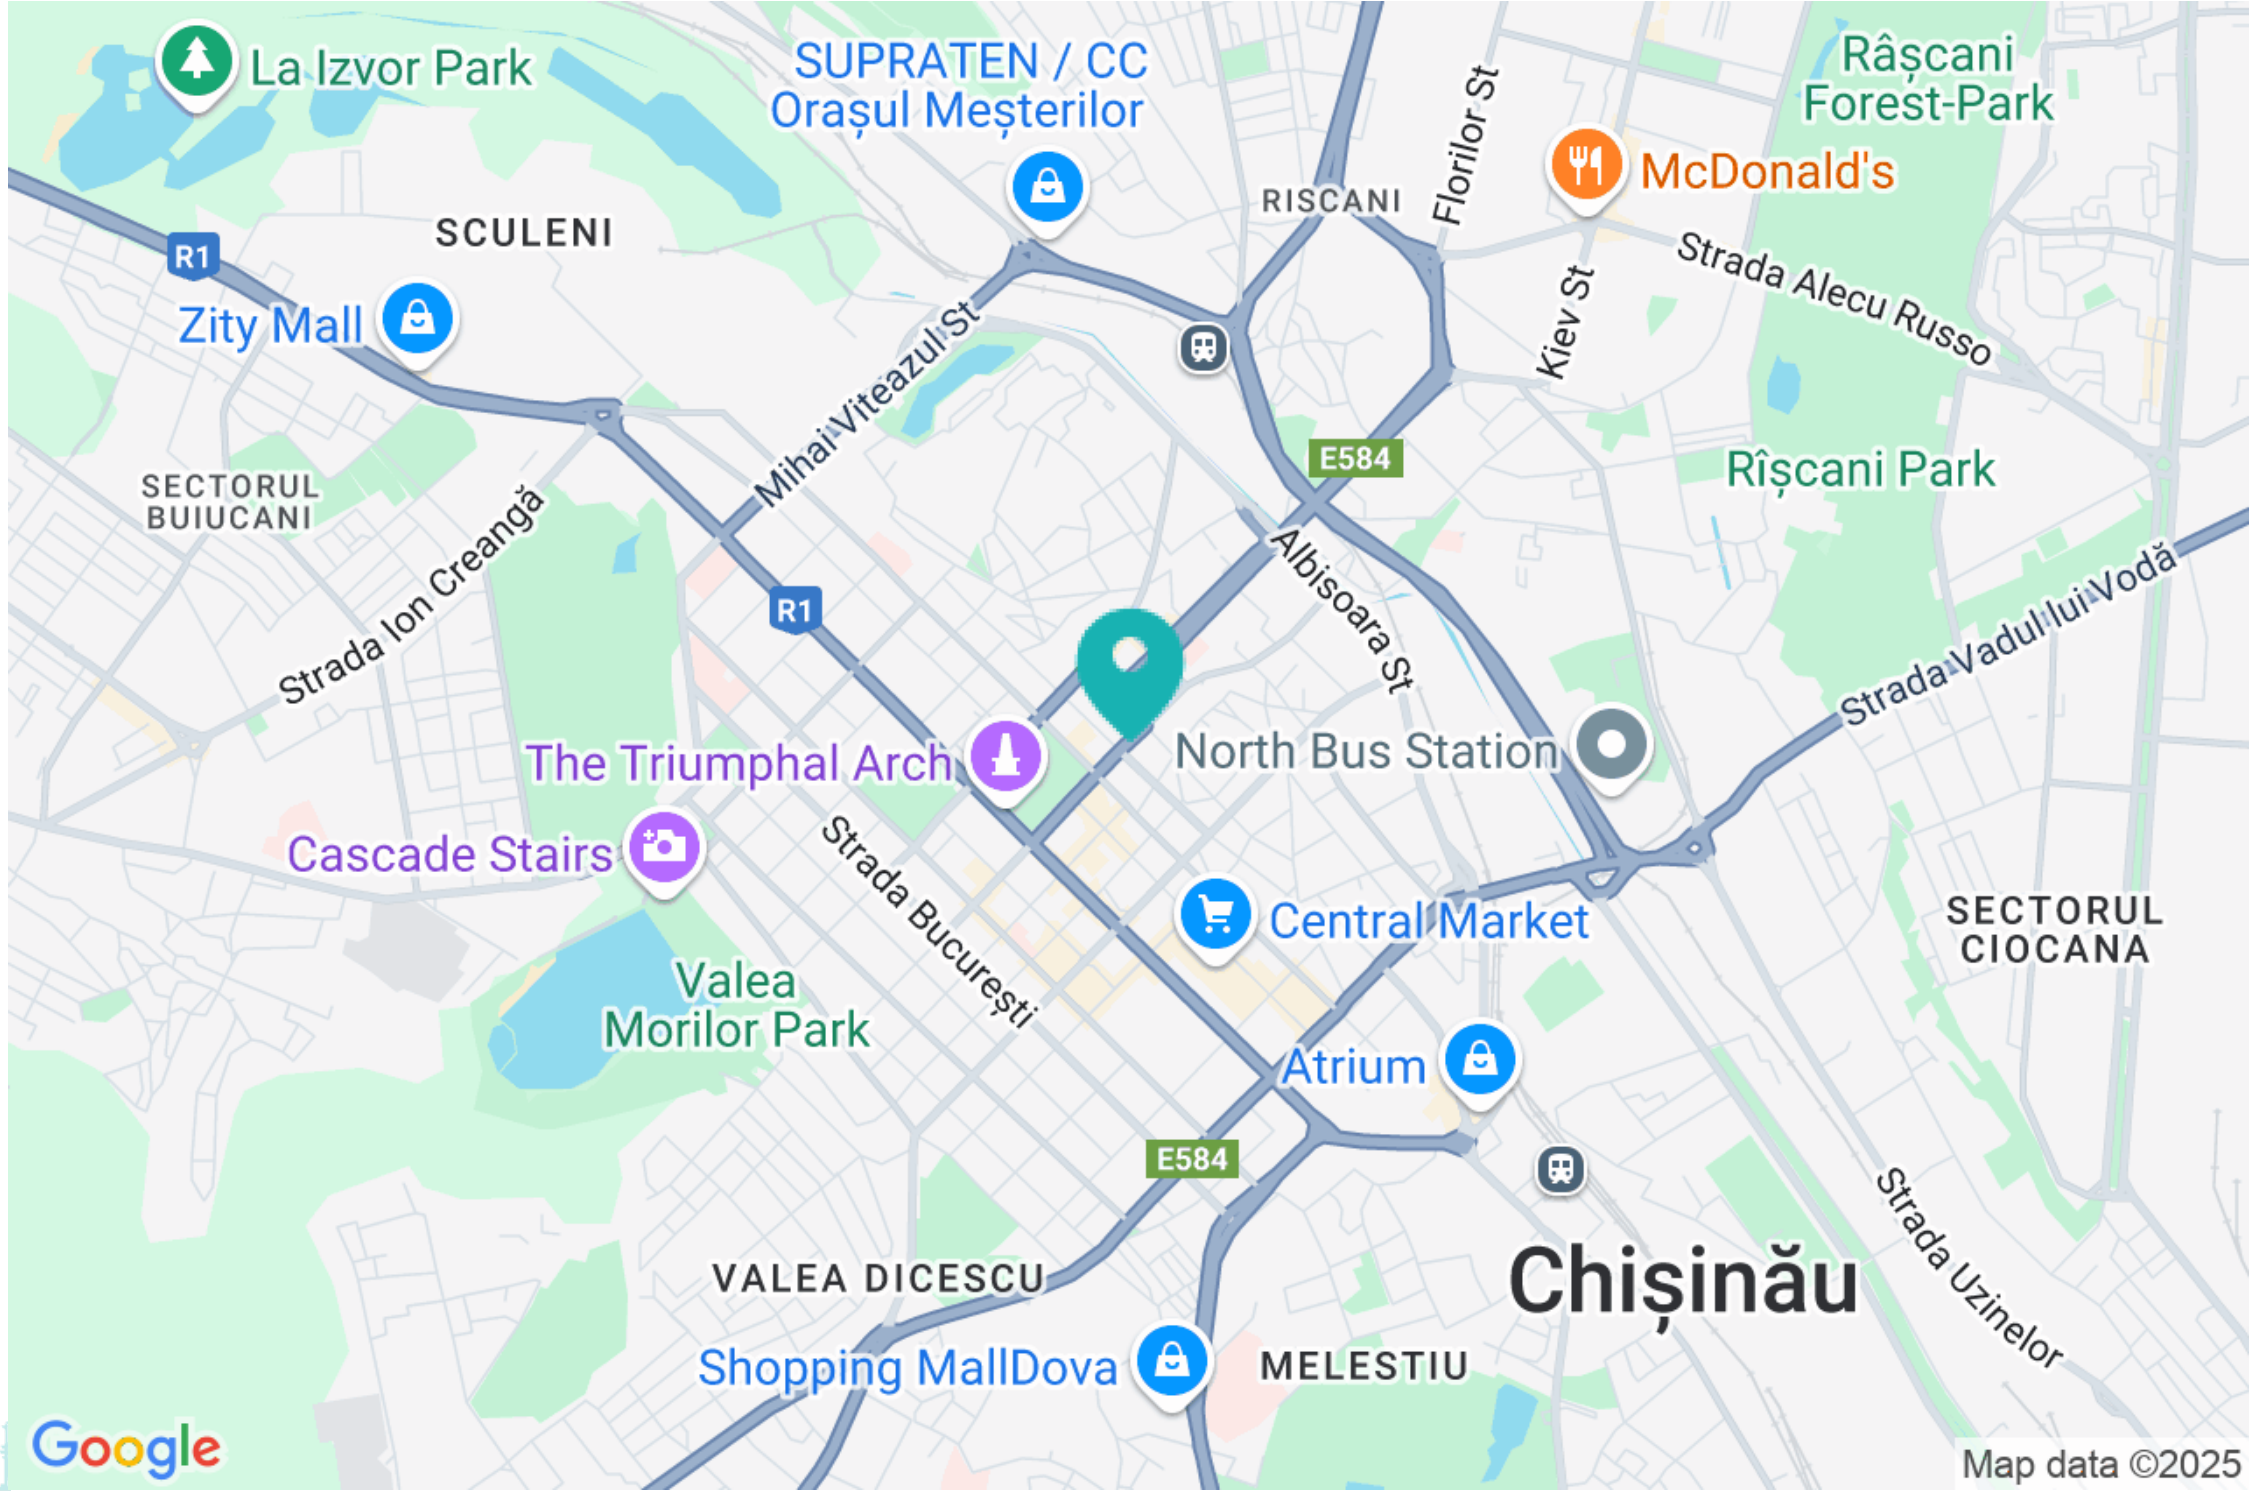 La Izvor Park
SUPRATEN / CC
Orașul Meșterilor
Râșcani
Forest-Park
Florilor St
McDonald's
RISCANI
SCULENI
R1
Strada Alecu Russo
Zity Mall
Kiev St
Mihai Viteazul St
E584
Rîșcani Park
SECTORUL
BUIUCANI
Strada Ion Creangă
Albisoara St
R1
Strada Vadul lui Vodă
The Triumphal Arch
North Bus Station
Cascade Stairs
Strada București
Central Market
SECTORUL
CIOCANA
Valea
Morilor Park
Atrium
E584
Strada Uzinelor
VALEA DICESCU
Chișinău
Shopping MallDova
MELESTIU
Google
Map data ©2025